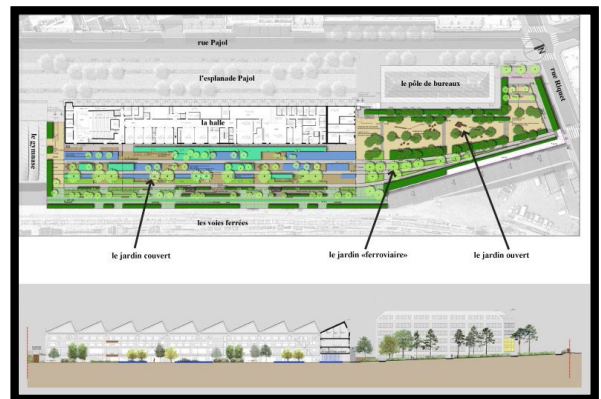 rue Pajol
l'esplanade Pajol
le pôle de bureaux
rue Riquet
N
la halle
le gymnase
les voies ferrées
le jardin couvert
le jardin «ferroviaire»
le jardin ouvert